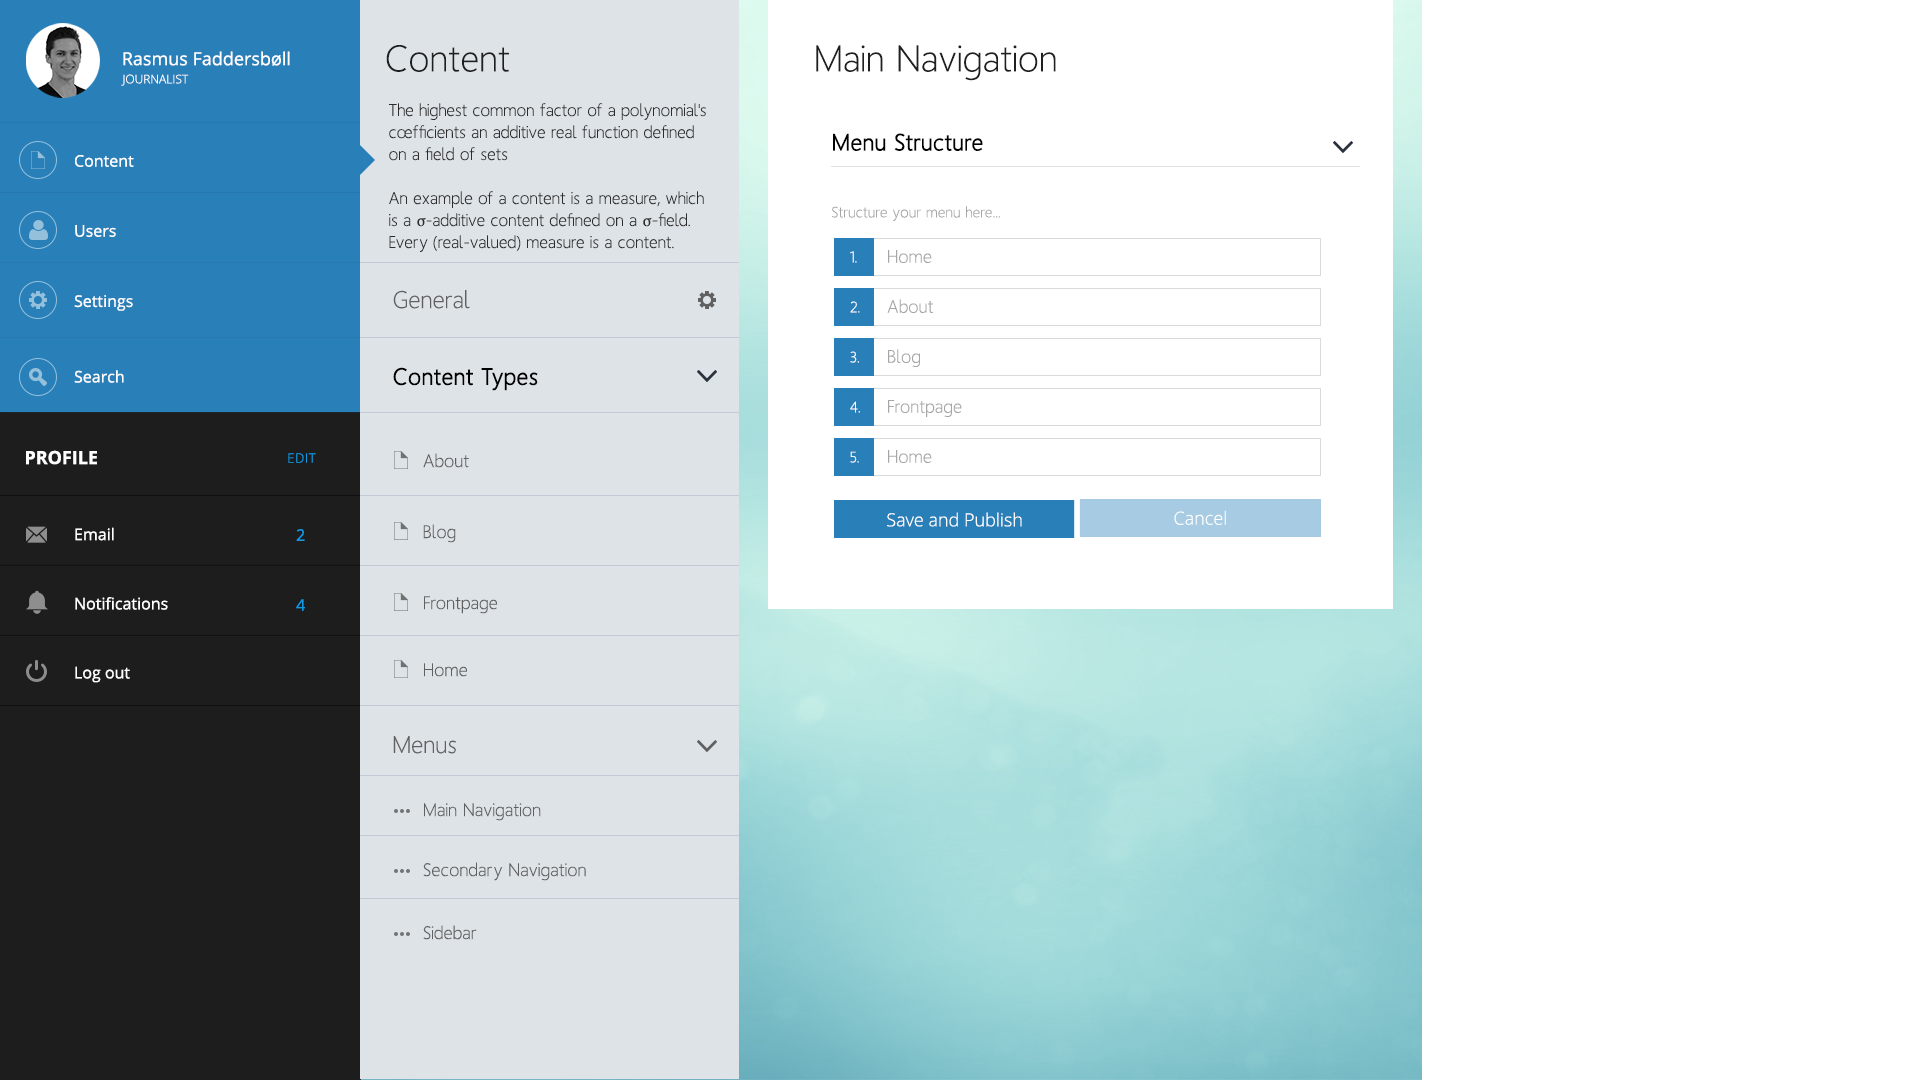 Rasmus Faddersbøll
JOURNALIST
Content
Users
Settings
Search
PROFILE
EDIT
Email
2
Notifications
4
Log out
Content
The highest common factor of a polynomial's
cœfficients an additive real function defined
on a field of sets
An example of a content is a measure, which
is a σ-additive content defined on a σ-field.
Every (real-valued) measure is a content.
General
Content Types
About
Blog
Frontpage
Home
Menus
Main Navigation
Secondary Navigation
Sidebar
Main Navigation
Menu Structure
Structure your menu here...
1. Home
2. About
3. Blog
4. Frontpage
5. Home
Save and Publish
Cancel